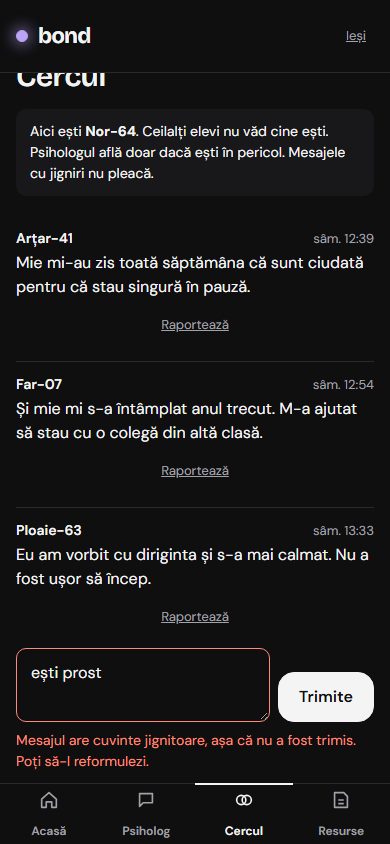 bond
Ieși
Cercul
Aici ești Nor-64. Ceilalți elevi nu văd cine ești.
Psihologul află doar dacă ești în pericol. Mesajele
cu jigniri nu pleacă.
Arțar-41
sâm. 12:39
Mie mi-au zis toată săptămâna că sunt ciudată
pentru că stau singură în pauză.
Raportează
Far-07
sâm. 12:54
Și mie mi s-a întâmplat anul trecut. M-a ajutat
să stau cu o colegă din altă clasă.
Raportează
Ploaie-63
sâm. 13:33
Eu am vorbit cu diriginta și s-a mai calmat. Nu a
fost ușor să încep.
Raportează
ești prost
Trimite
Mesajul are cuvinte jignitoare, așa că nu a fost trimis.
Poți să-l reformulezi.
Acasă
Psiholog
Cercul
Resurse